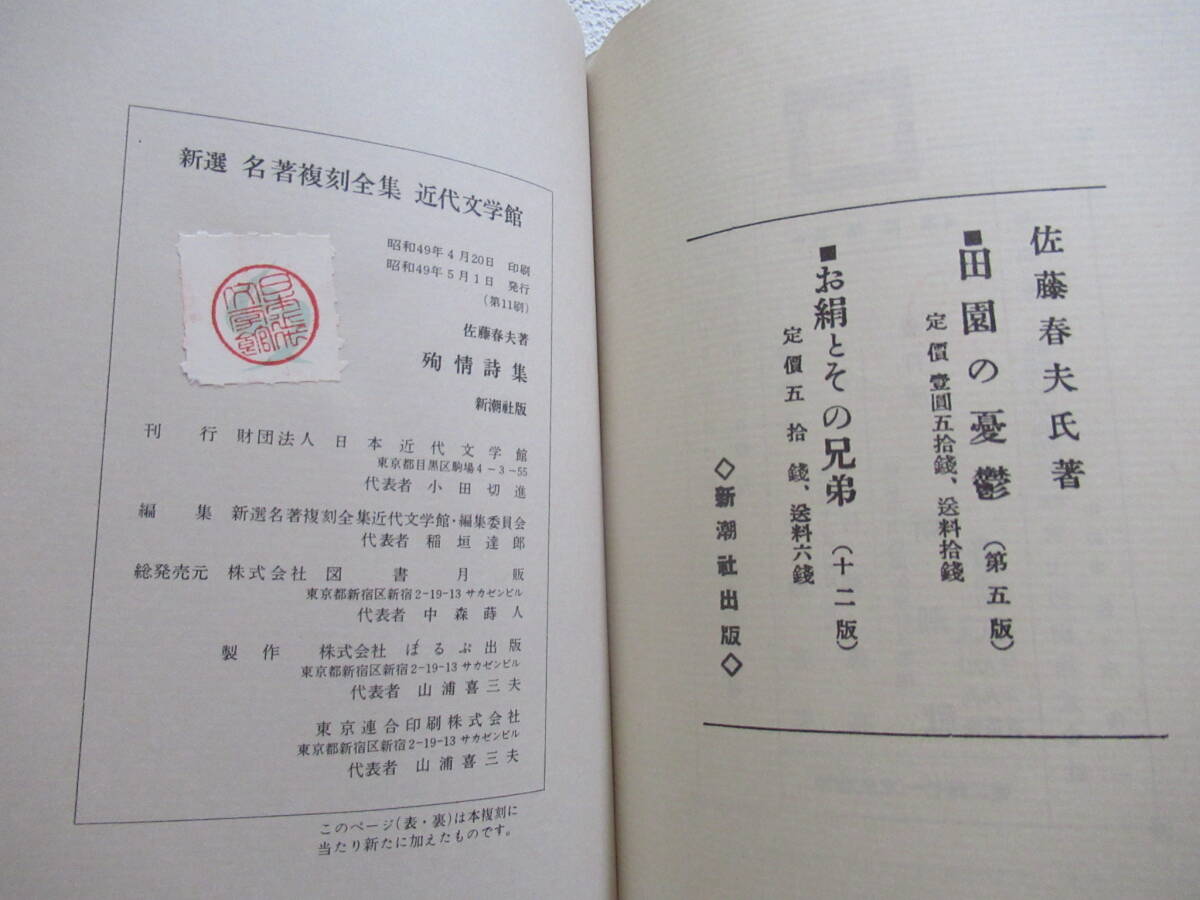 新選 名著複刻全集 近代文学館
昭和49年4月20日 印刷
昭和49年5月1日 発行
(第11刷)
佐藤春夫著
殉情詩集
新潮社版
刊行 財団法人 日本近代文学館
東京都目黒区駒場4-3-55
代表者 小田切進
編集 新選名著複刻全集近代文学館・編集委員会
代表者 稲垣達郎
総発売元 株式会社 図書月販
東京都新宿区新宿2-19-13 サカゼンビル
代表者 中森蒔人
製作 株式会社 ほるぷ出版
東京都新宿区新宿2-19-13 サカゼンビル
代表者 山浦喜三夫
東京連合印刷株式会社
東京都新宿区新宿2-19-13 サカゼンビル
代表者 山浦喜三夫
このページ(表・裏)は本複刻に
当たり新たに加えたものです。
佐藤春夫氏著
■田園の憂鬱(第五版)
定價壹圓五拾錢、送料拾錢
■お絹とその兄弟(十二版)
定價五拾錢、送料六錢
◇新潮社出版◇